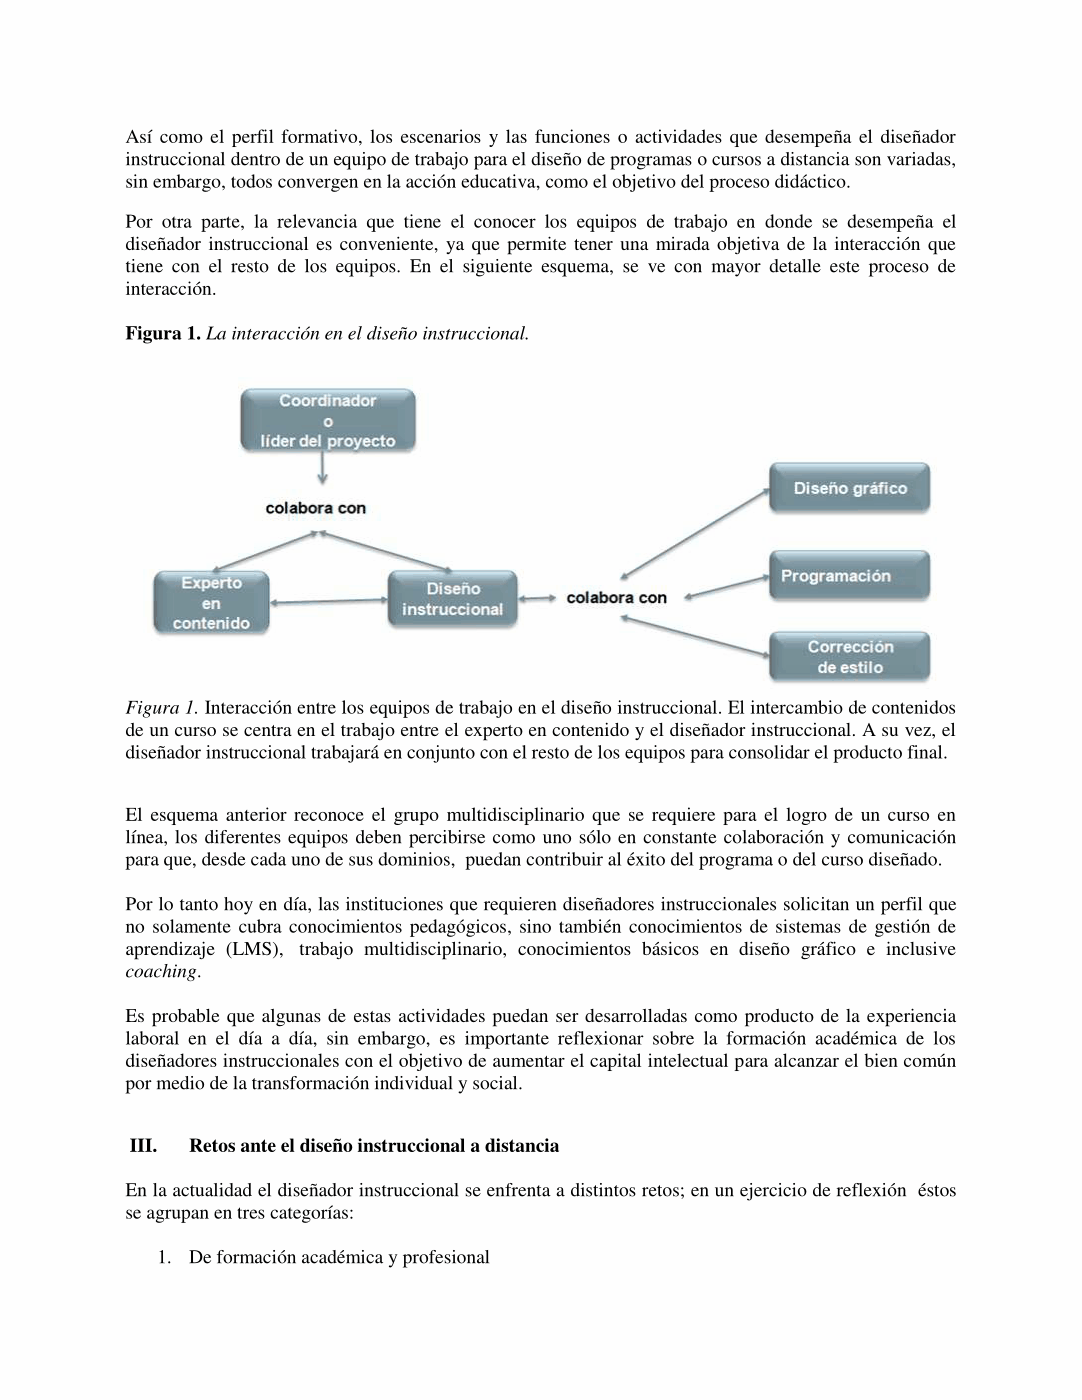 Así como el perfil formativo, los escenarios y las funciones o actividades que desempeña el diseñador
instruccional dentro de un equipo de trabajo para el diseño de programas o cursos a distancia son variadas,
sin embargo, todos convergen en la acción educativa, como el objetivo del proceso didáctico.
Por otra parte, la relevancia que tiene el conocer los equipos de trabajo en donde se desempeña el
diseñador instruccional es conveniente, ya que permite tener una mirada objetiva de la interacción que
tiene con el resto de los equipos. En el siguiente esquema, se ve con mayor detalle este proceso de
interacción.
Figura 1. La interacción en el diseño instruccional.
Coordinador
o
líder del proyecto
colabora con
Experto
en
contenido
Diseño
instruccional
colabora con
Diseño gráfico
Programación
Corrección
de estilo
Figura 1. Interacción entre los equipos de trabajo en el diseño instruccional. El intercambio de contenidos
de un curso se centra en el trabajo entre el experto en contenido y el diseñador instruccional. A su vez, el
diseñador instruccional trabajará en conjunto con el resto de los equipos para consolidar el producto final.
El esquema anterior reconoce el grupo multidisciplinario que se requiere para el logro de un curso en
línea, los diferentes equipos deben percibirse como uno sólo en constante colaboración y comunicación
para que, desde cada uno de sus dominios, puedan contribuir al éxito del programa o del curso diseñado.
Por lo tanto hoy en día, las instituciones que requieren diseñadores instruccionales solicitan un perfil que
no solamente cubra conocimientos pedagógicos, sino también conocimientos de sistemas de gestión de
aprendizaje (LMS), trabajo multidisciplinario, conocimientos básicos en diseño gráfico e inclusive
coaching.
Es probable que algunas de estas actividades puedan ser desarrolladas como producto de la experiencia
laboral en el día a día, sin embargo, es importante reflexionar sobre la formación académica de los
diseñadores instruccionales con el objetivo de aumentar el capital intelectual para alcanzar el bien común
por medio de la transformación individual y social.
III. Retos ante el diseño instruccional a distancia
En la actualidad el diseñador instruccional se enfrenta a distintos retos; en un ejercicio de reflexión éstos
se agrupan en tres categorías:
1. De formación académica y profesional